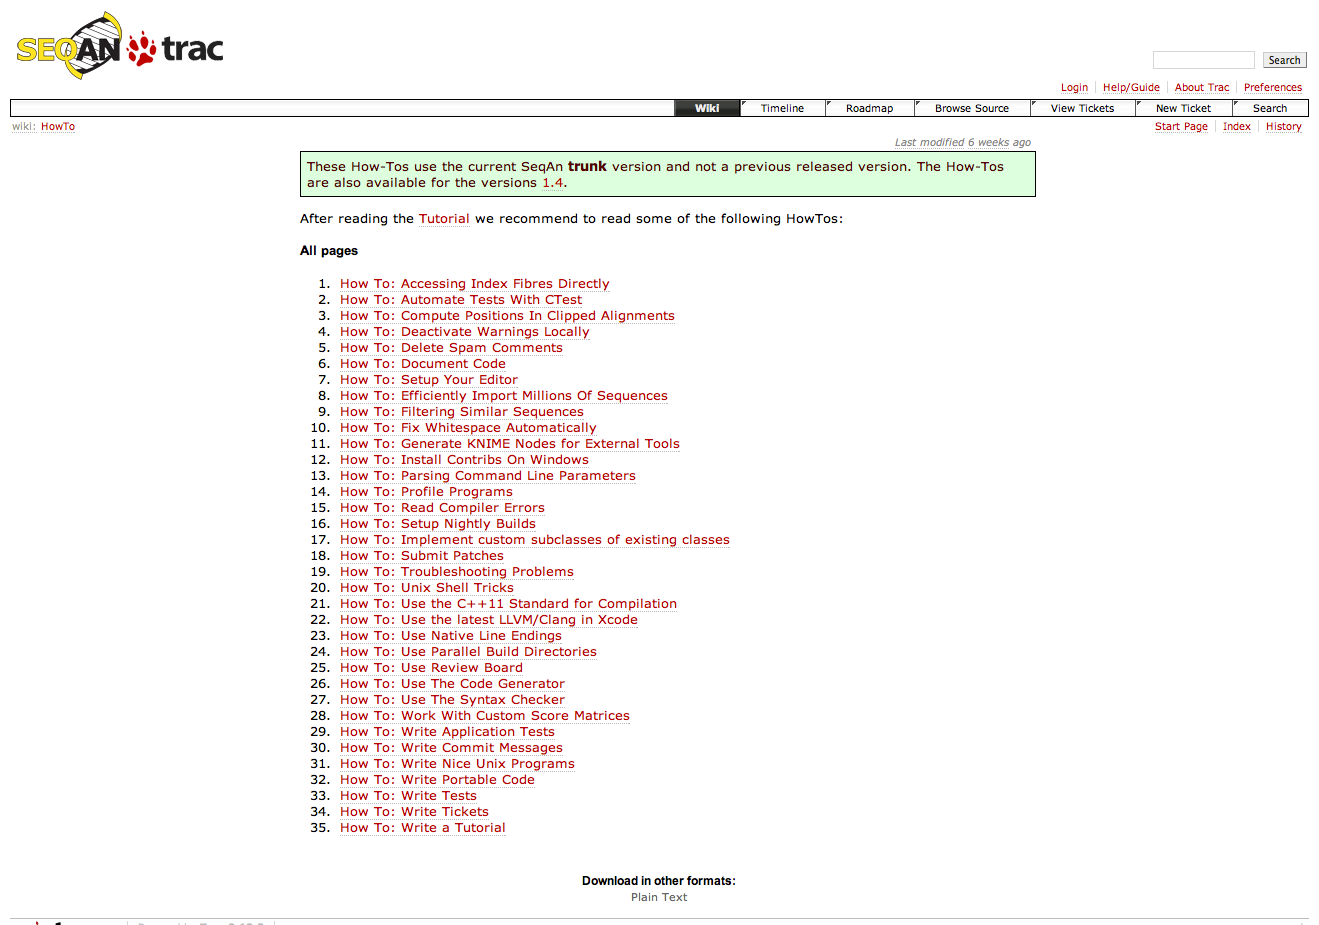 SEQAN trac
Search
Login Help/Guide About Trac Preferences
Wiki Timeline Roadmap Browse Source View Tickets New Ticket Search
wiki: HowTo
Start Page Index History
Last modified 6 weeks ago
These How-Tos use the current SeqAn trunk version and not a previous released version. The How-Tos
are also available for the versions 1.4.
After reading the Tutorial we recommend to read some of the following HowTos:
All pages
1. How To: Accessing Index Fibres Directly
2. How To: Automate Tests With CTest
3. How To: Compute Positions In Clipped Alignments
4. How To: Deactivate Warnings Locally
5. How To: Delete Spam Comments
6. How To: Document Code
7. How To: Setup Your Editor
8. How To: Efficiently Import Millions Of Sequences
9. How To: Filtering Similar Sequences
10. How To: Fix Whitespace Automatically
11. How To: Generate KNIME Nodes for External Tools
12. How To: Install Contribs On Windows
13. How To: Parsing Command Line Parameters
14. How To: Profile Programs
15. How To: Read Compiler Errors
16. How To: Setup Nightly Builds
17. How To: Implement custom subclasses of existing classes
18. How To: Submit Patches
19. How To: Troubleshooting Problems
20. How To: Unix Shell Tricks
21. How To: Use the C++11 Standard for Compilation
22. How To: Use the latest LLVM/Clang in Xcode
23. How To: Use Native Line Endings
24. How To: Use Parallel Build Directories
25. How To: Use Review Board
26. How To: Use The Code Generator
27. How To: Use The Syntax Checker
28. How To: Work With Custom Score Matrices
29. How To: Write Application Tests
30. How To: Write Commit Messages
31. How To: Write Nice Unix Programs
32. How To: Write Portable Code
33. How To: Write Tests
34. How To: Write Tickets
35. How To: Write a Tutorial
Download in other formats:
Plain Text